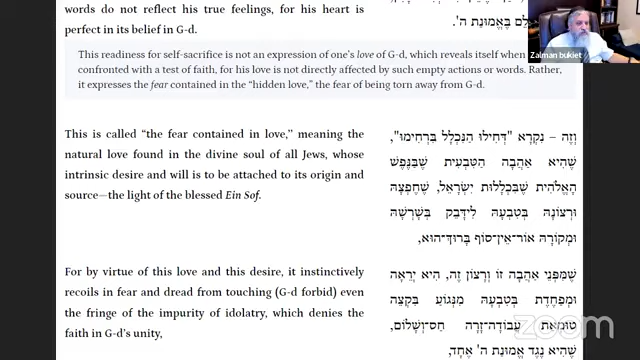 words do not reflect his true feelings, for his heart is
perfect in its belief in G-d.
This readiness for self-sacrifice is not an expression of one's love of G-d, which reveals itself when
confronted with a test of faith, for his love is not directly affected by such empty actions or words. Rather,
it expresses the fear contained in the "hidden love," the fear of being torn away from G-d.
This is called "the fear contained in love," meaning the
natural love found in the divine soul of all Jews, whose
intrinsic desire and will is to be attached to its origin and
source—the light of the blessed Ein Sof.
For by virtue of this love and this desire, it instinctively
recoils in fear and dread from touching (G-d forbid) even
the fringe of the impurity of idolatry, which denies the
faith in G-d's unity,
בֶּאֱמוּנַת ה'.
וְזֶה – נִקְרָא "דְּחִילוּ הַנִּכְלָל בִּרְחִימוּ",
שֶׁהִיא אַהֲבָה הַטִּבְעִית שֶׁבַּנֶּפֶשׁ
הָאֱלֹהִית שֶׁבִּכְלָלוּת יִשְׂרָאֵל, שֶׁחֶפְצָהּ
וּרְצוֹנָהּ בְּטִבְעָהּ לִידָּבֵק בְּשָׁרְשָׁהּ
וּמְקוֹרָהּ אוֹר־אֵין־סוֹף בָּרוּךְ־הוּא,
שֶׁמִּפְּנֵי אַהֲבָה זוֹ וְרָצוֹן זֶה, הִיא יְרֵאָה
וּמְפַחֶדֶת בְּטִבְעָהּ מִנְּגוֹעַ בִּקְצֵה
טוּמְאַת עֲבוֹדָה־זָרָה חַס־וְשָׁלוֹם,
שֶׁהִיא נֶגֶד אֱמוּנַת ה' אֶחָד,
Zalman bukiet
zoom